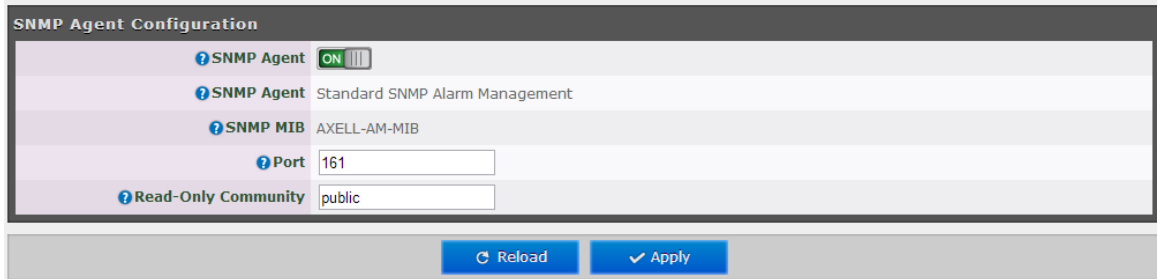 SNMP Agent Configuration
SNMP Agent ON
SNMP Agent Standard SNMP Alarm Management
SNMP MIB AXELL-AM-MIB
Port 161
Read-Only Community public
Reload Apply